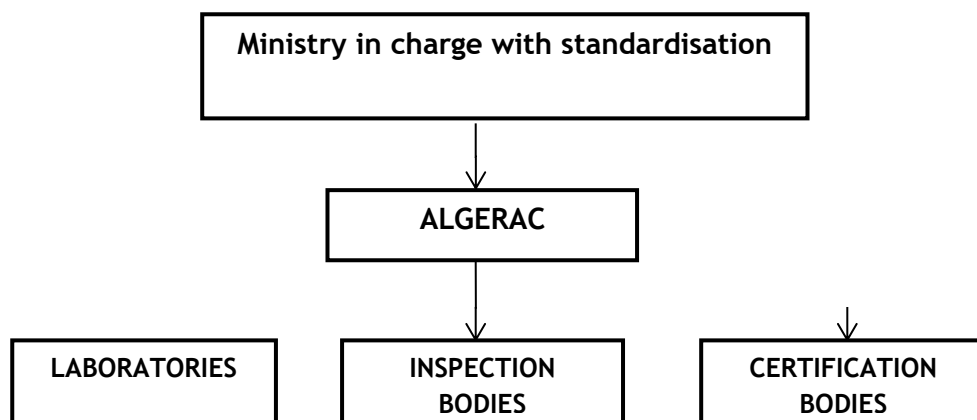 Ministry in charge with standardisation
ALGERAC
LABORATORIES
INSPECTION
BODIES
CERTIFICATION
BODIES